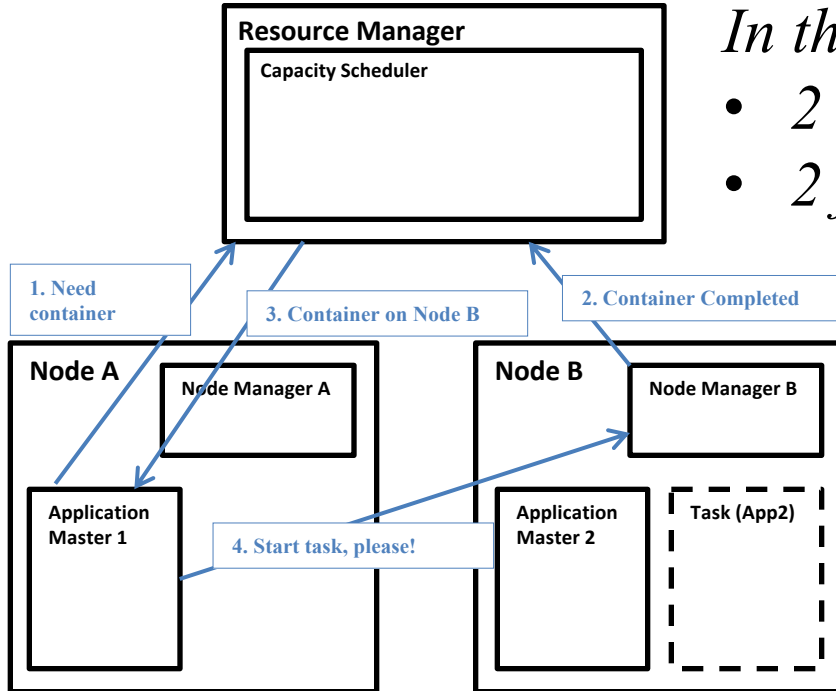 Resource Manager
Capacity Scheduler
In th
• 2
• 2
1. Need
container
3. Container on Node B
2. Container Completed
Node A
Node Manager A
Node B
Node Manager B
Application
Master 1
4. Start task, please!
Application
Master 2
Task (App2)